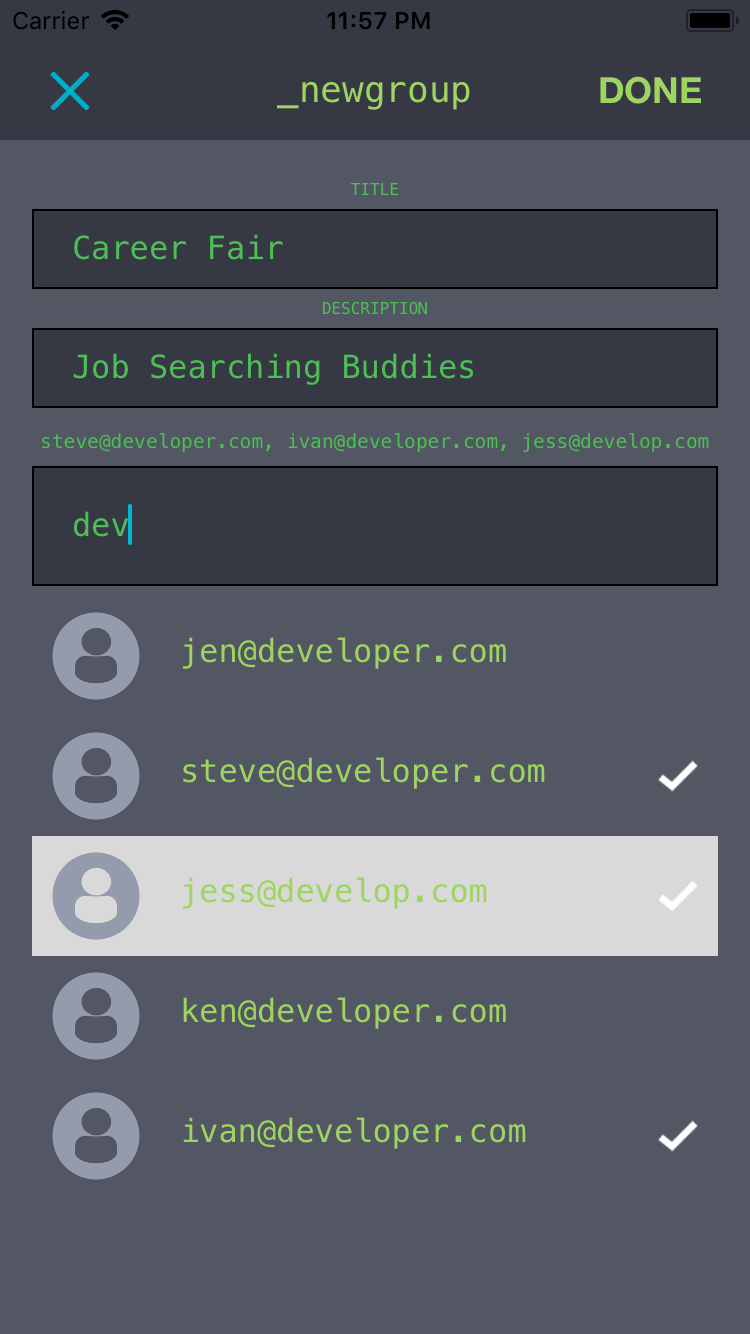 Carrier 11:57 PM
_newgroup DONE
TITLE
Career Fair
DESCRIPTION
Job Searching Buddies
steve@developer.com, ivan@developer.com, jess@develop.com
dev
jen@developer.com
steve@developer.com
jess@develop.com
ken@developer.com
ivan@developer.com